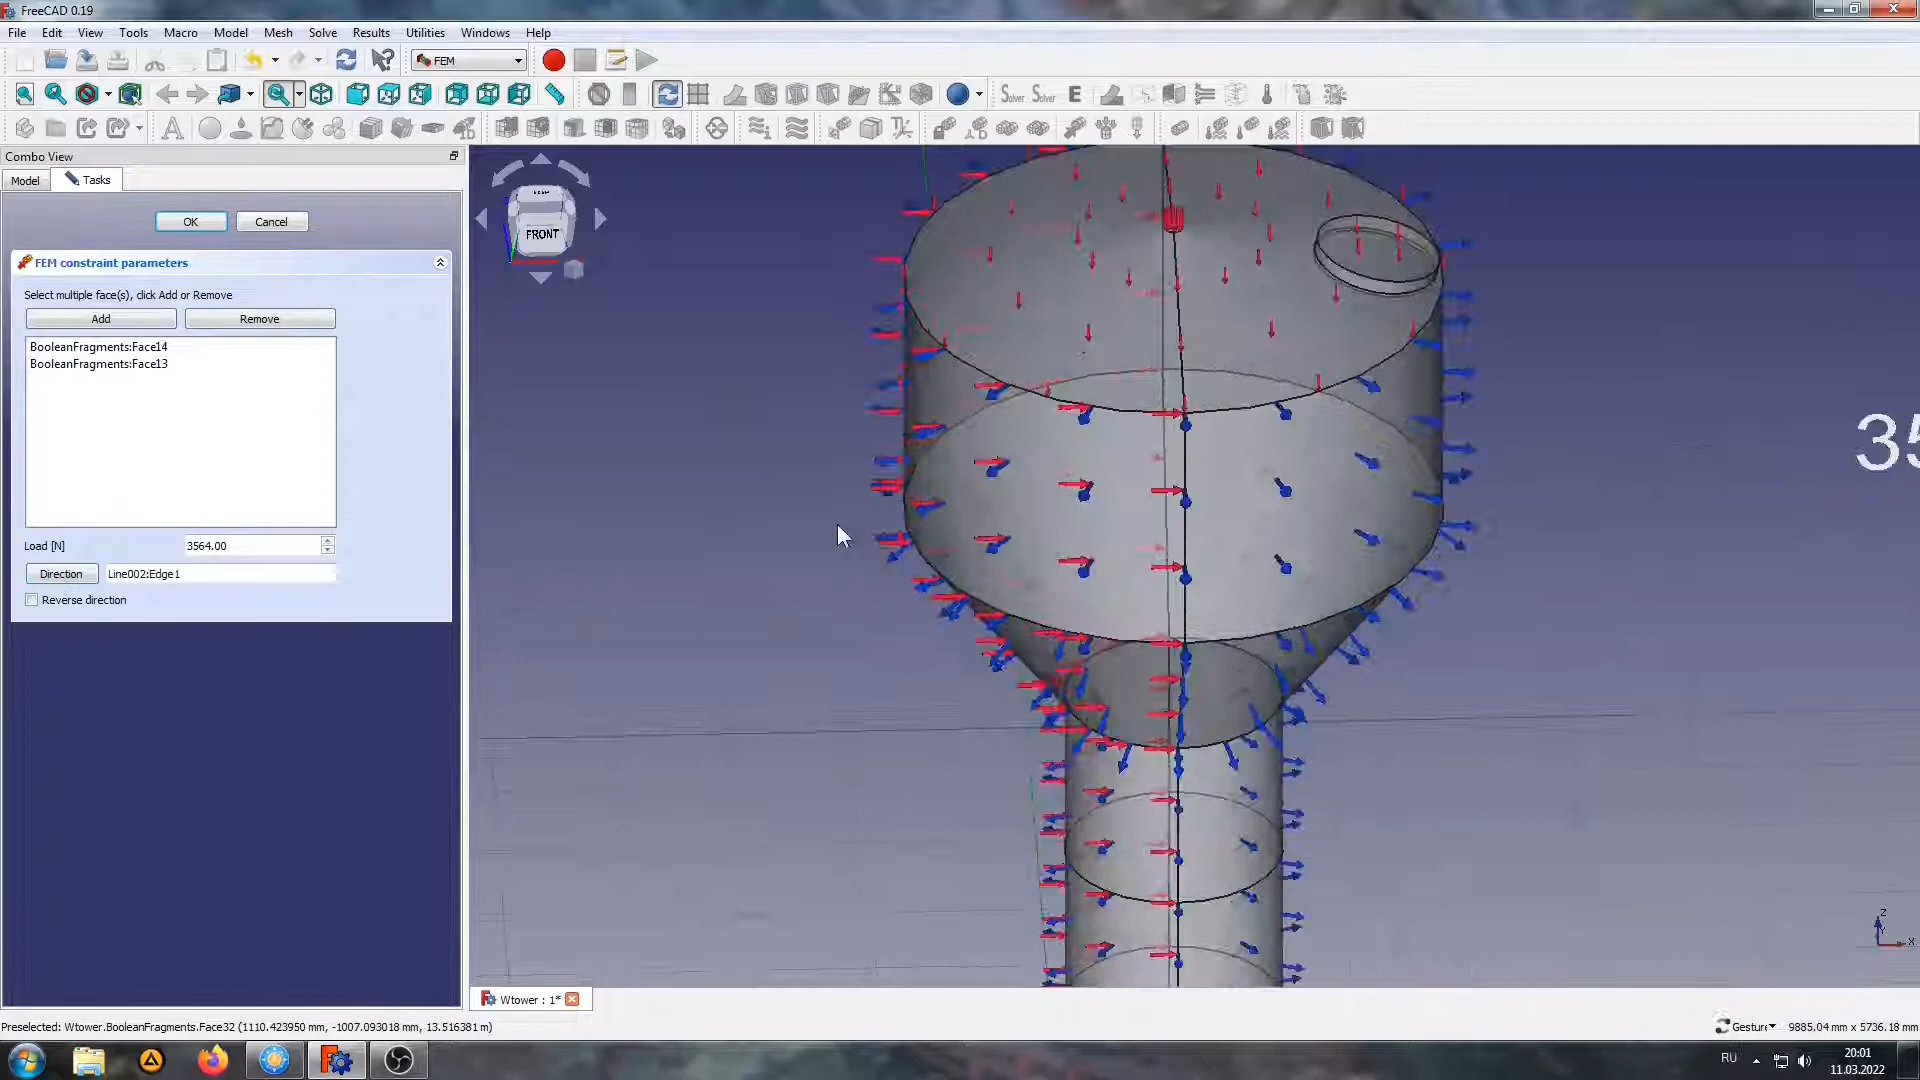 FreeCAD 0.19
File Edit View Tools Macro Model Mesh Solve Results Utilities Windows Help
FEM
Solver Solver E
Combo View
Model Tasks
OK Cancel
FEM constraint parameters
Select multiple face(s), click Add or Remove
Add Remove
BooleanFragments:Face14
BooleanFragments:Face13
Load [N] 3564.00
Direction Line002:Edge1
Reverse direction
FRONT
35
Z
Y
X
Wtower : 1*
Preselected: Wtower.BooleanFragments.Face32 (1110.423950 mm, -1007.093018 mm, 13.516381 m)
Gesture 9885.04 mm x 5736.18 mm
RU
20:01
11.03.2022